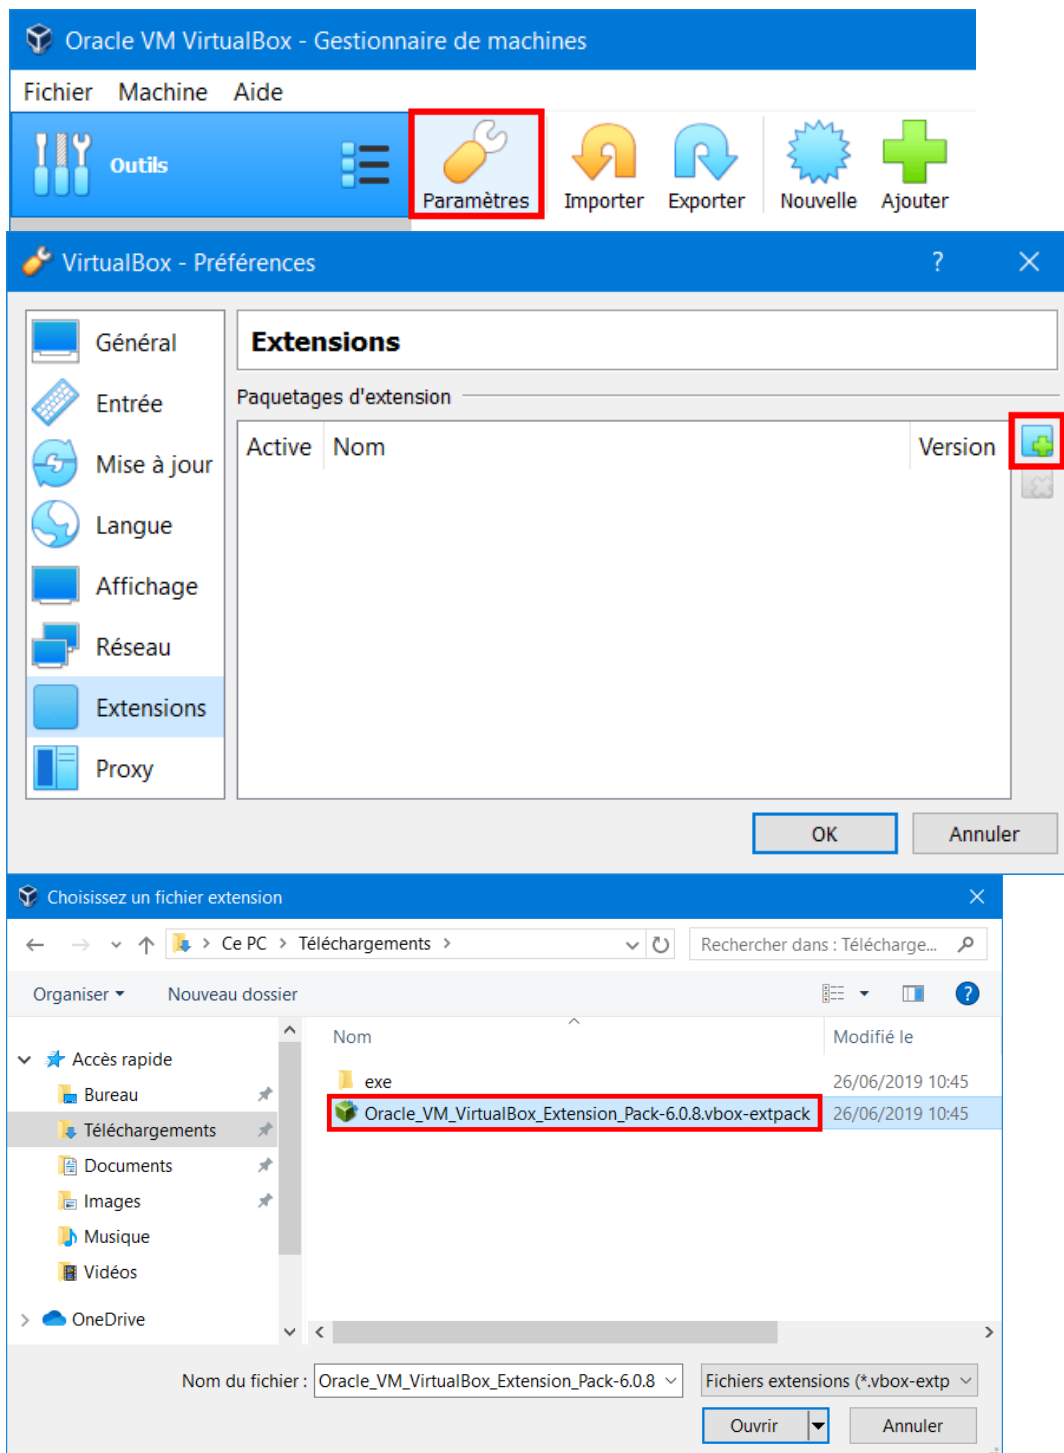 Oracle VM VirtualBox - Gestionnaire de machines
Fichier Machine Aide
Outils
Paramètres Importer Exporter Nouvelle Ajouter
VirtualBox - Préférences ?
Général
Entrée
Mise à jour
Langue
Affichage
Réseau
Extensions
Proxy
Extensions
Paquetages d'extension
Active Nom Version
OK Annuler
Choisissez un fichier extension
Ce PC > Téléchargements >
Rechercher dans : Télécharge...
Organiser Nouveau dossier ?
Accès rapide
Bureau
Téléchargements
Documents
Images
Musique
Vidéos
OneDrive
Nom Modifié le
exe 26/06/2019 10:45
Oracle_VM_VirtualBox_Extension_Pack-6.0.8.vbox-extpack 26/06/2019 10:45
Nom du fichier : Oracle_VM_VirtualBox_Extension_Pack-6.0.8 Fichiers extensions (*.vbox-extp
Ouvrir Annuler